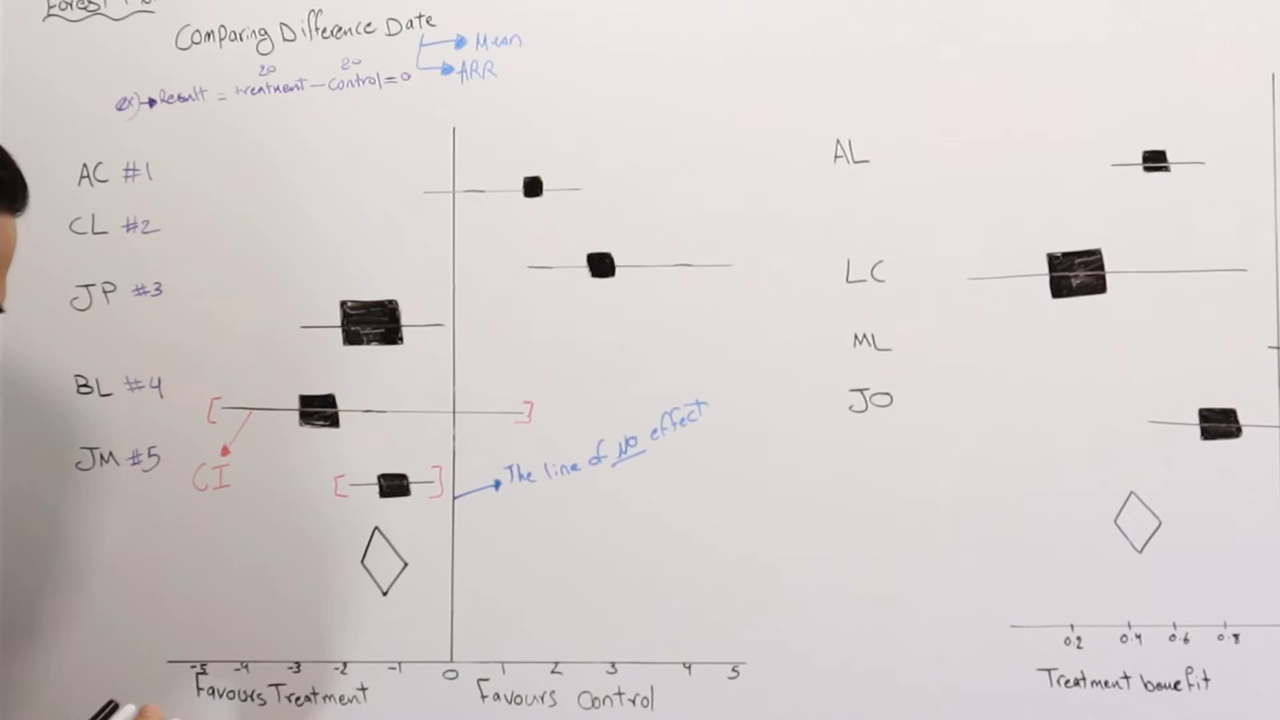 Forest
Comparing Difference Date
Mean
ARR
20 20
ex) Result = treatment - control = 0
AC #1
CL #2
JP #3
BL #4
JM #5
CI
The line of No effect
-5 -4 -3 -2 -1 0 1 2 3 4 5
Favours Treatment
Favours Control
AL
LC
ML
JO
0.2 0.4 0.6 0.8
Treatment benefit